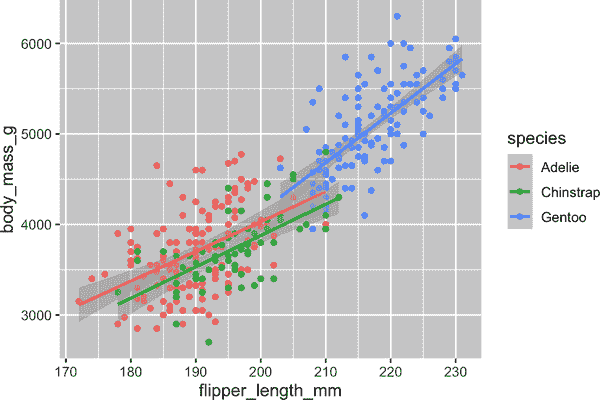 body_mass_g
6000
5000
4000
3000
170 180 190 200 210 220 230
flipper_length_mm
species
Adelie
Chinstrap
Gentoo